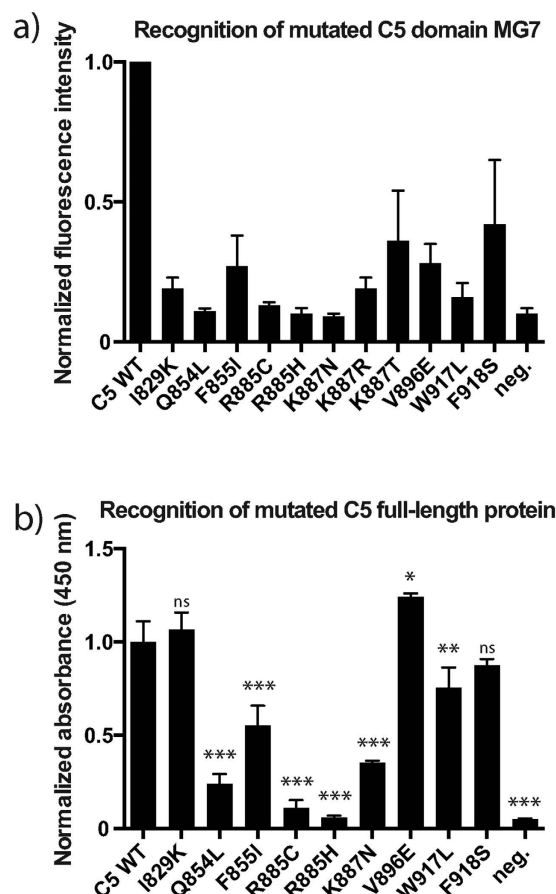 a)
Recognition of mutated C5 domain MG7
Normalized fluorescence intensity
1.0
0.5
0
C5 WT
I829K
Q854L
F855I
R885C
R885H
K887N
K887R
K887T
V896E
W917L
F918S
neg.
b)
Recognition of mutated C5 full-length protein
Normalized absorbance (450 nm)
1.5
1.0
0.5
0
ns
***
***
***
***
***
*
**
ns
***
C5 WT
I829K
Q854L
F855I
R885C
R885H
K887N
V896E
W917L
F918S
neg.